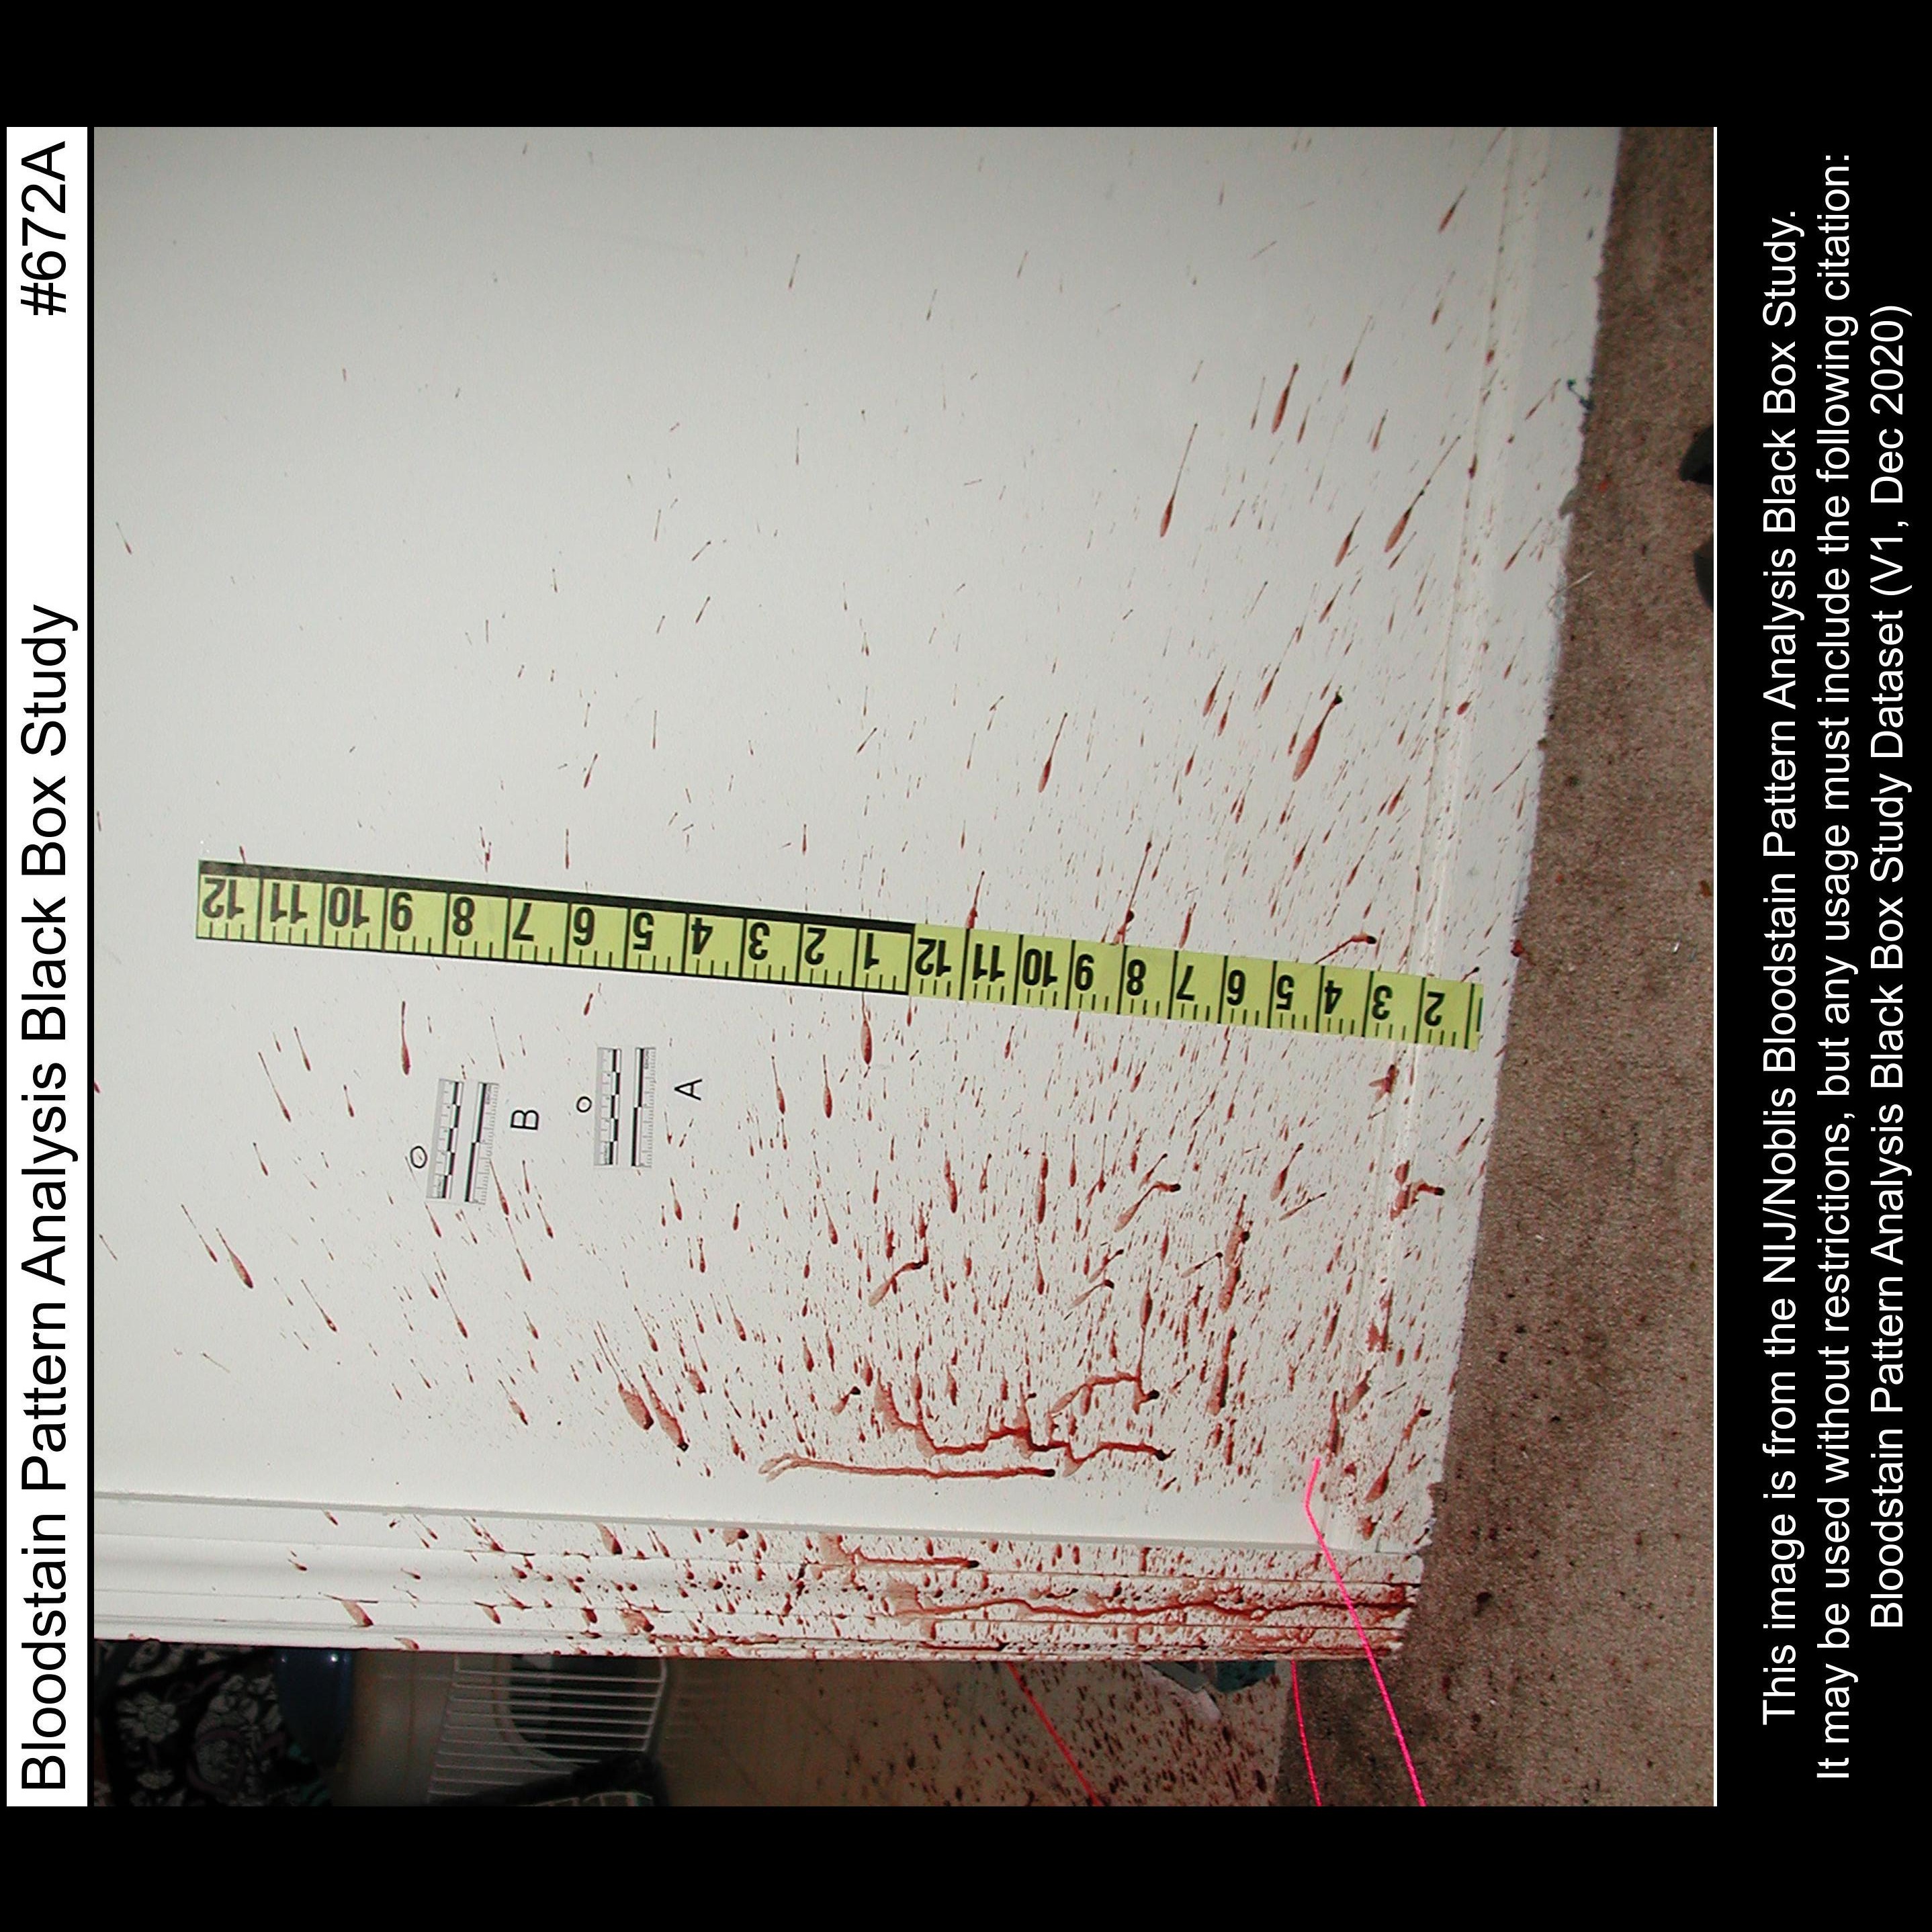 Bloodstain Pattern Analysis Black Box Study #672A
12 11 10 9 8 7 6 5 4 3 2 1 12 11 10 9 8 7 6 5 4 3 2
B
A
This image is from the NIJ/Noblis Bloodstain Pattern Analysis Black Box Study.
It may be used without restrictions, but any usage must include the following citation:
Bloodstain Pattern Analysis Black Box Study Dataset (V1, Dec 2020)